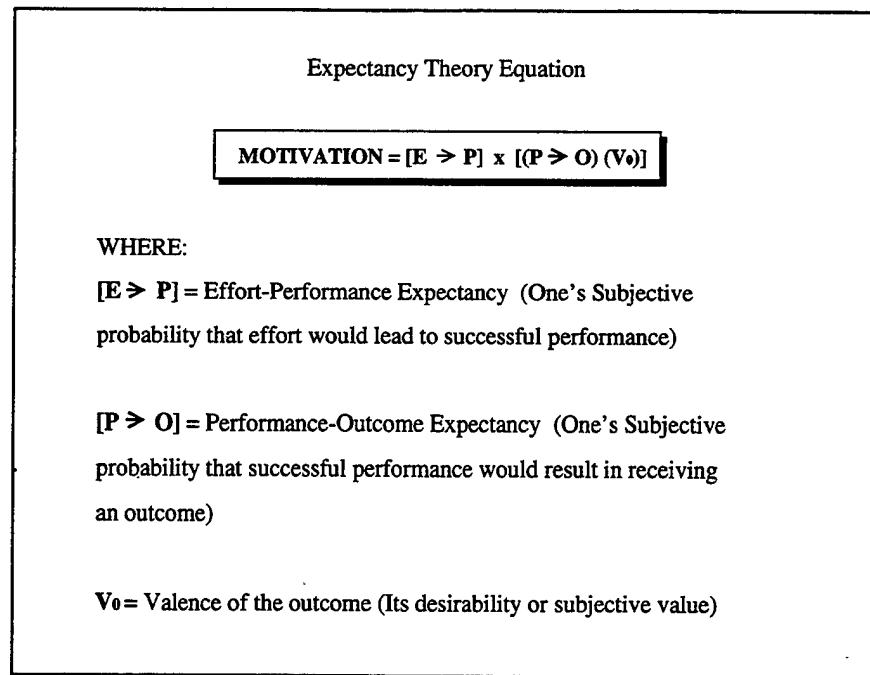 Expectancy Theory Equation
MOTIVATION = [E → P] x [(P → O) (Vo)]
WHERE:
[E → P] = Effort-Performance Expectancy (One's Subjective
probability that effort would lead to successful performance)
[P → O] = Performance-Outcome Expectancy (One's Subjective
probability that successful performance would result in receiving
an outcome)
Vo = Valence of the outcome (Its desirability or subjective value)